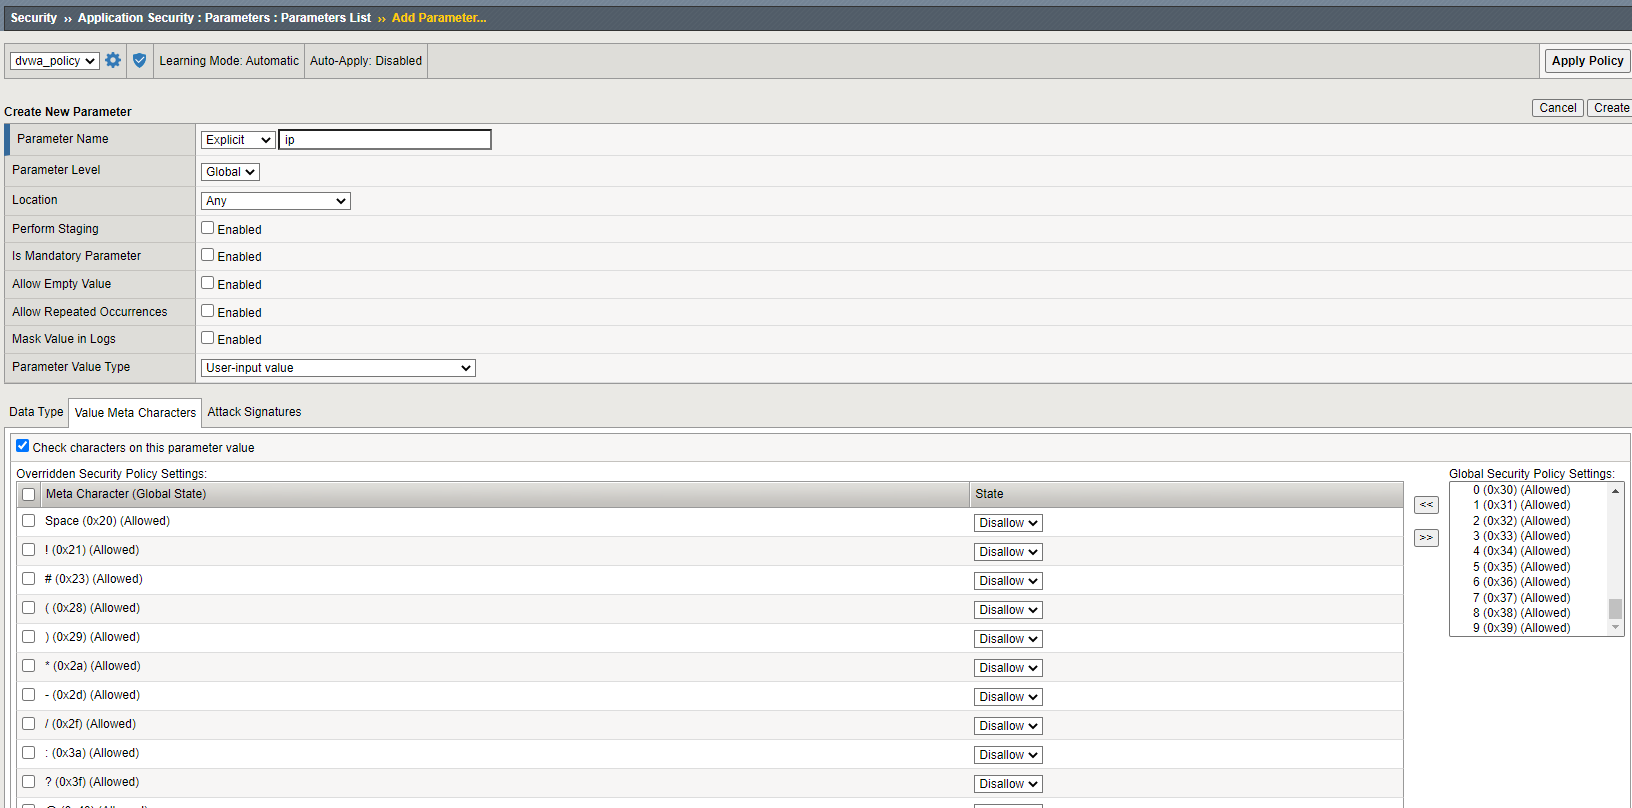 Security ›› Application Security : Parameters : Parameters List ›› Add Parameter...
dvwa_policy Learning Mode: Automatic Auto-Apply: Disabled Apply Policy
Create New Parameter Cancel Create
Parameter Name Explicit ip
Parameter Level Global
Location Any
Perform Staging Enabled
Is Mandatory Parameter Enabled
Allow Empty Value Enabled
Allow Repeated Occurrences Enabled
Mask Value in Logs Enabled
Parameter Value Type User-input value
Data Type Value Meta Characters Attack Signatures
Check characters on this parameter value
Overridden Security Policy Settings:
Meta Character (Global State) State
Space (0x20) (Allowed) Disallow
! (0x21) (Allowed) Disallow
# (0x23) (Allowed) Disallow
( (0x28) (Allowed) Disallow
) (0x29) (Allowed) Disallow
* (0x2a) (Allowed) Disallow
- (0x2d) (Allowed) Disallow
/ (0x2f) (Allowed) Disallow
: (0x3a) (Allowed) Disallow
? (0x3f) (Allowed) Disallow
<<
>>
Global Security Policy Settings:
0 (0x30) (Allowed)
1 (0x31) (Allowed)
2 (0x32) (Allowed)
3 (0x33) (Allowed)
4 (0x34) (Allowed)
5 (0x35) (Allowed)
6 (0x36) (Allowed)
7 (0x37) (Allowed)
8 (0x38) (Allowed)
9 (0x39) (Allowed)